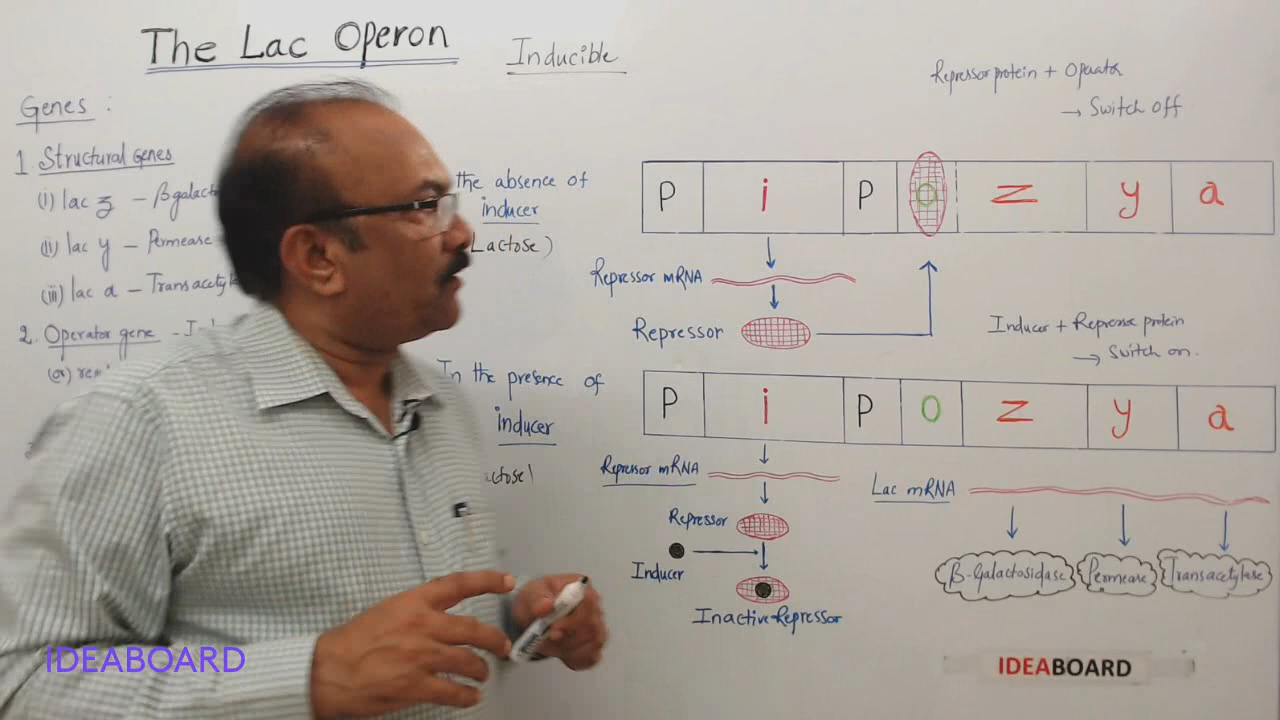 The Lac Operon
Inducible
Genes :
1. Structural genes
(i) lac z – βgalact
(ii) lac y – Permease
(iii) lac a – Transacetyl
2. Operator gene –
(or)
the absence of
inducer
Lactose)
In the presence of
inducer
actose)
Repressor protein + Operator
→ Switch off
P i P O z y a
Repressor mRNA
Repressor
Inducer + Repressor protein
→ Switch on.
P i P O z y a
Repressor mRNA
Lac mRNA
Repressor
Inducer
β-Galactosidase Permease Transacetylase
Inactive Repressor
IDEABOARD
IDEABOARD